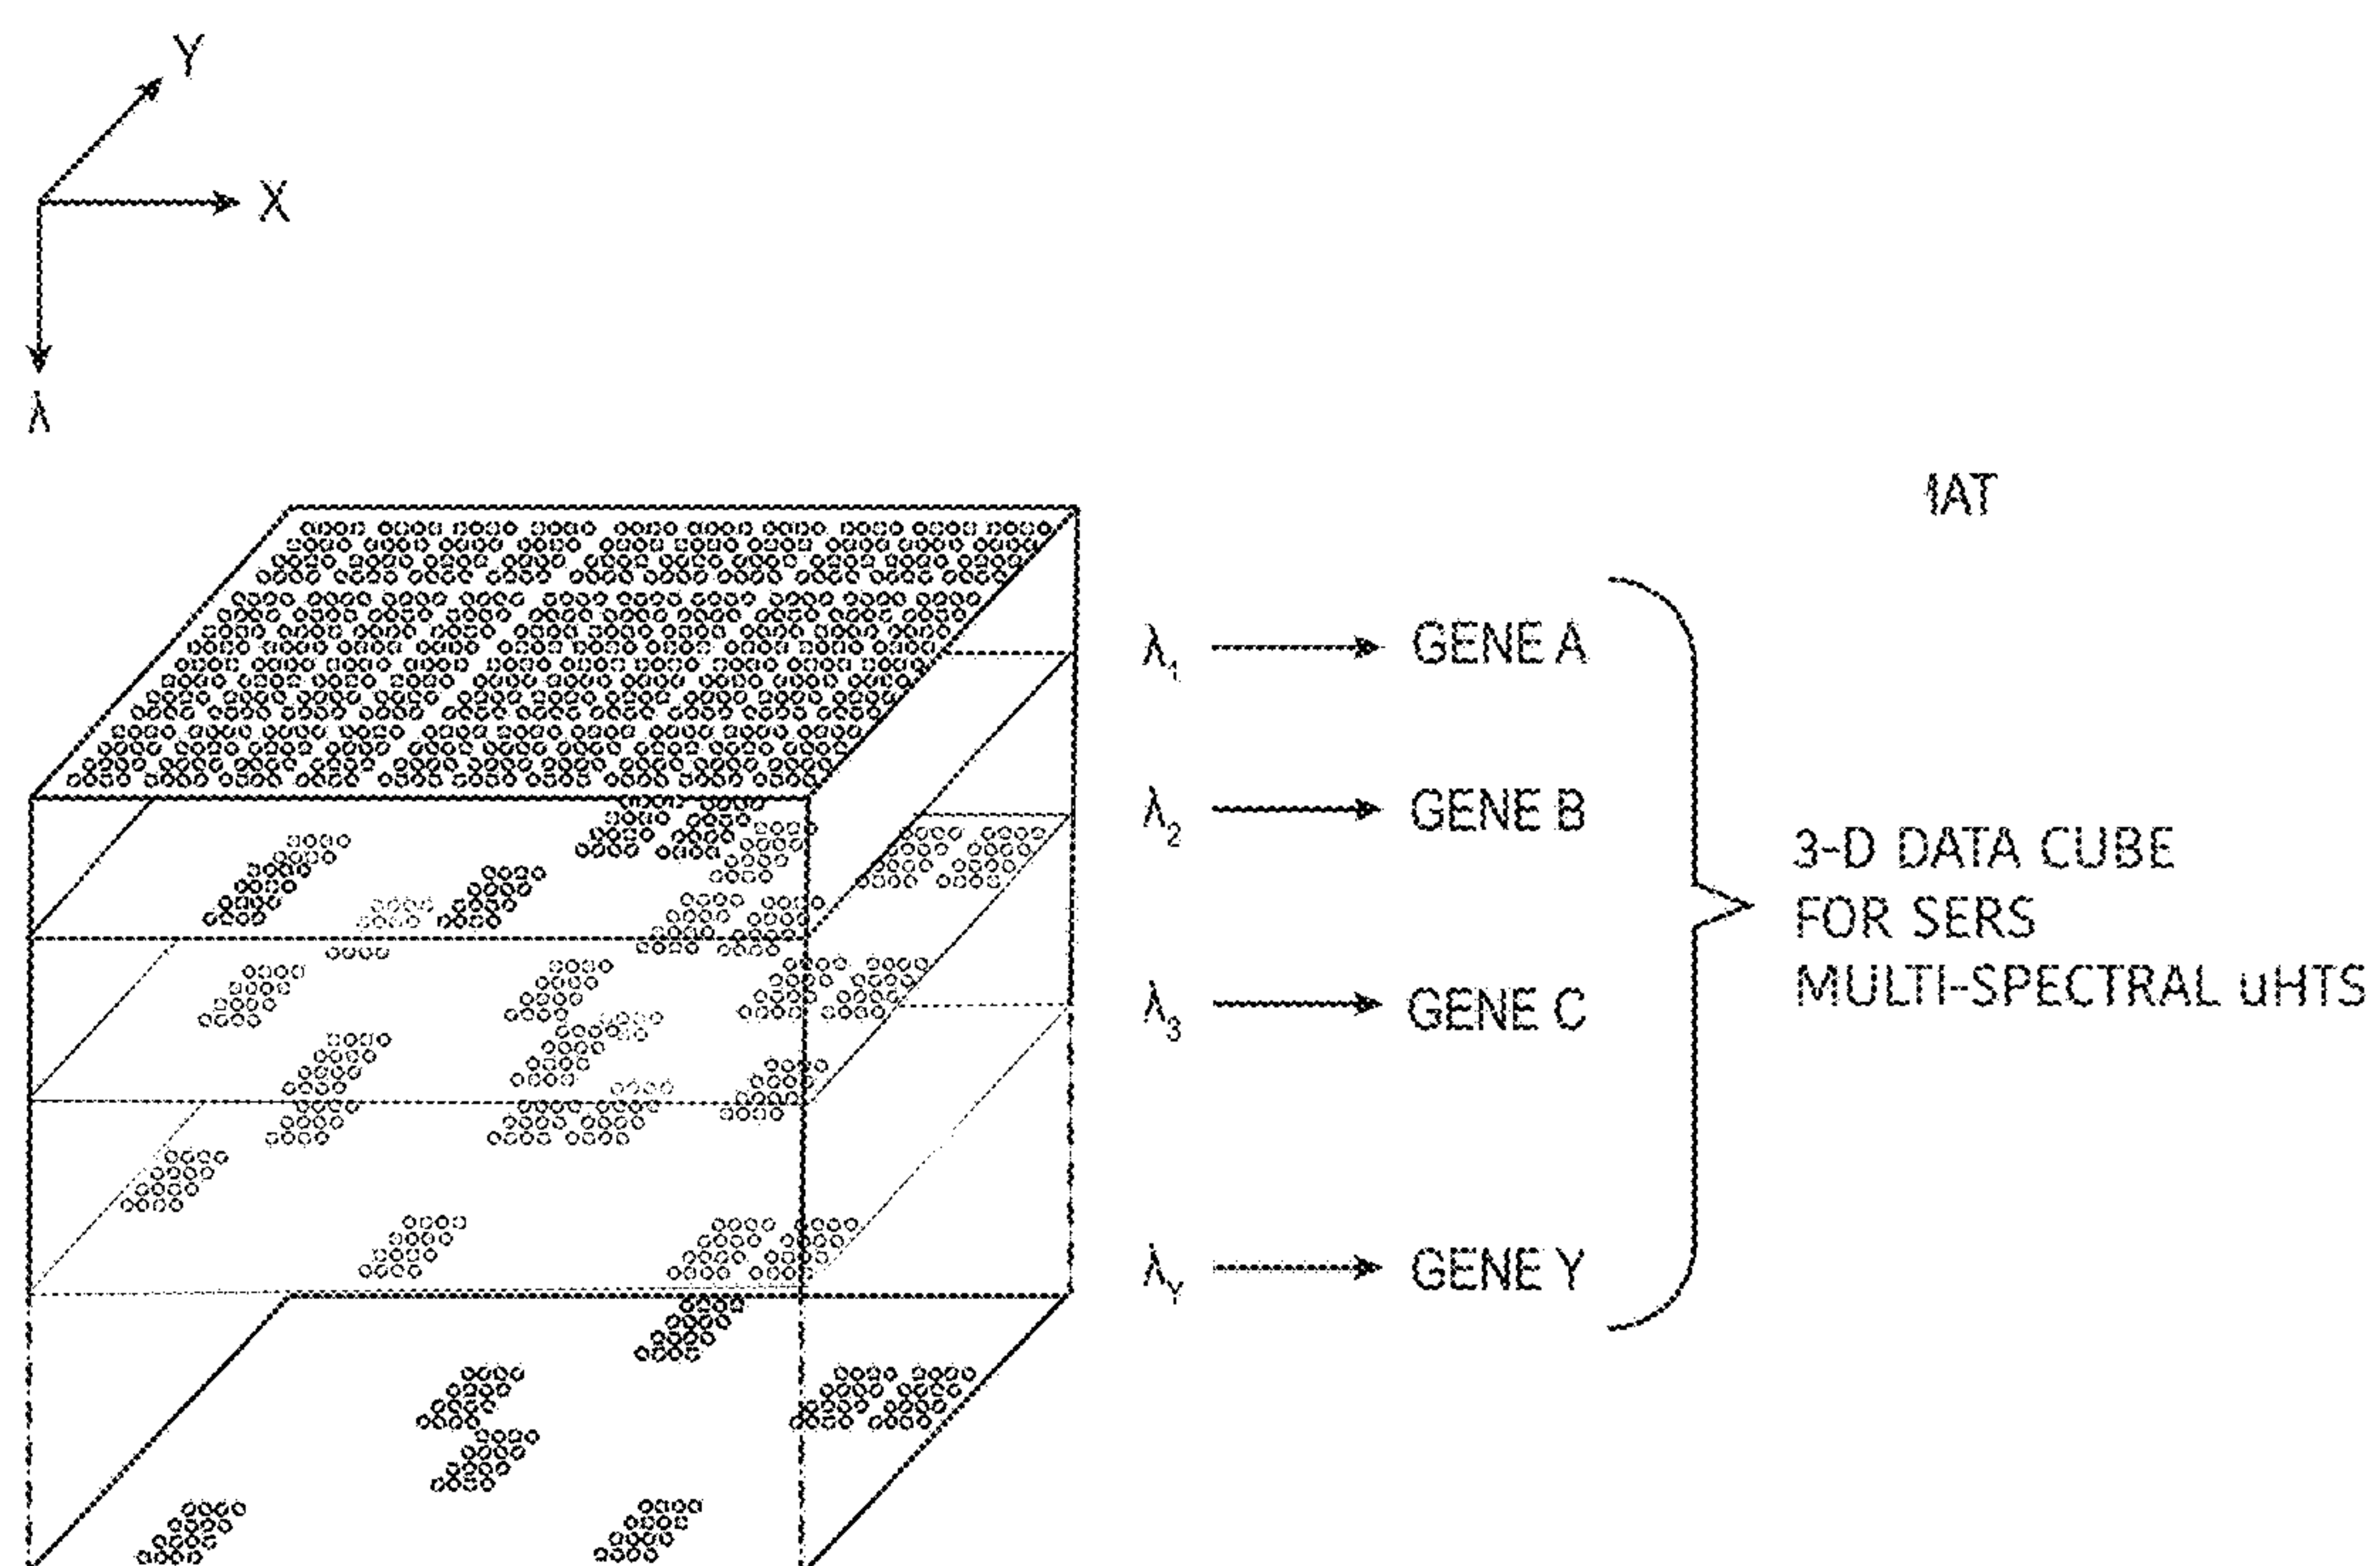 Y
X
λ
λ₁ → GENE A
λ₂ → GENE B
λ₃ → GENE C
λY → GENE Y
3-D DATA CUBE
FOR SERS
MULTI-SPECTRAL uHTS